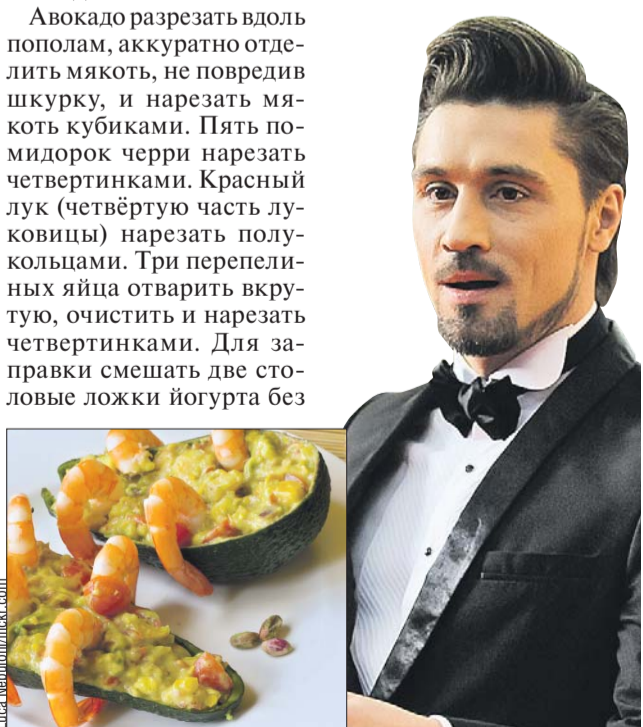 Авокадо разрезать вдоль
пополам, аккуратно отде-
лить мякоть, не повредив
шкурку, и нарезать мя-
коть кубиками. Пять по-
мидорок черри нарезать
четвертинками. Красный
лук (четвёртую часть лу-
ковицы) нарезать полу-
кольцами. Три перепели-
ных яйца отварить вкру-
тую, очистить и нарезать
четвертинками. Для за-
правки смешать две сто-
ловые ложки йогурта без